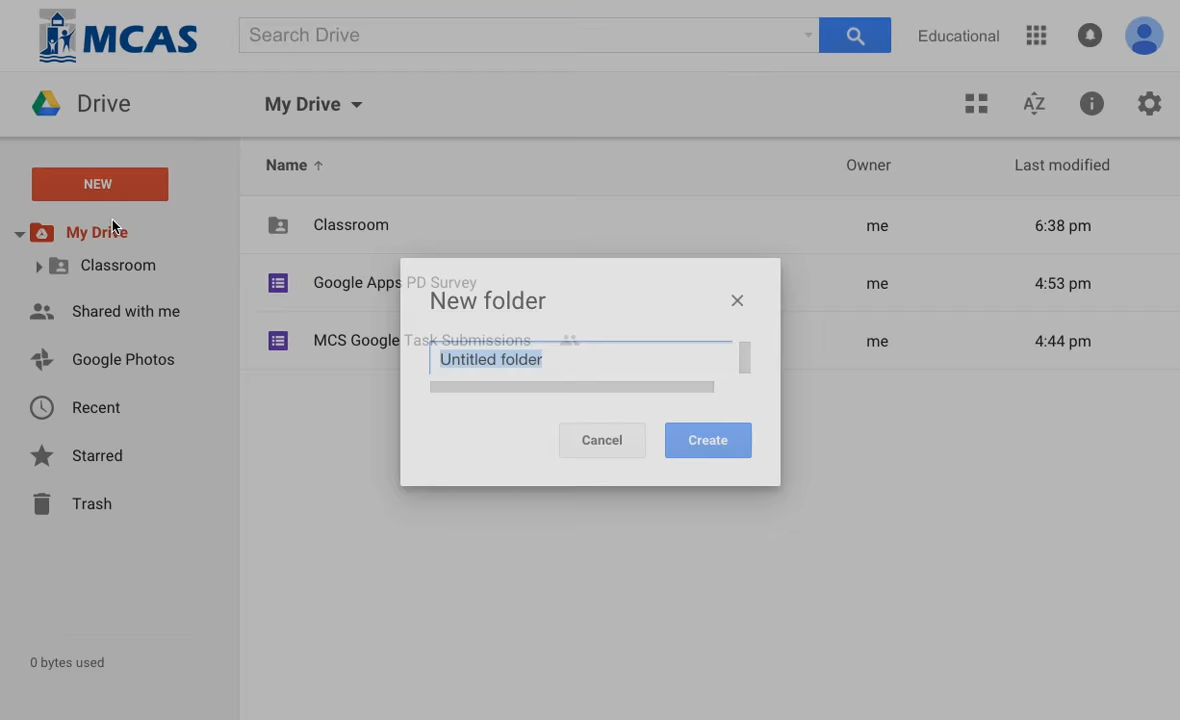 MCAS
Search Drive
Educational
Drive
My Drive
NEW
Name
Owner
Last modified
My Drive
Classroom
Shared with me
Google Photos
Recent
Starred
Trash
0 bytes used
Classroom
me
6:38 pm
Google Apps PD Survey
me
4:53 pm
MCS Google Task Submissions
me
4:44 pm
New folder
Untitled folder
Cancel
Create